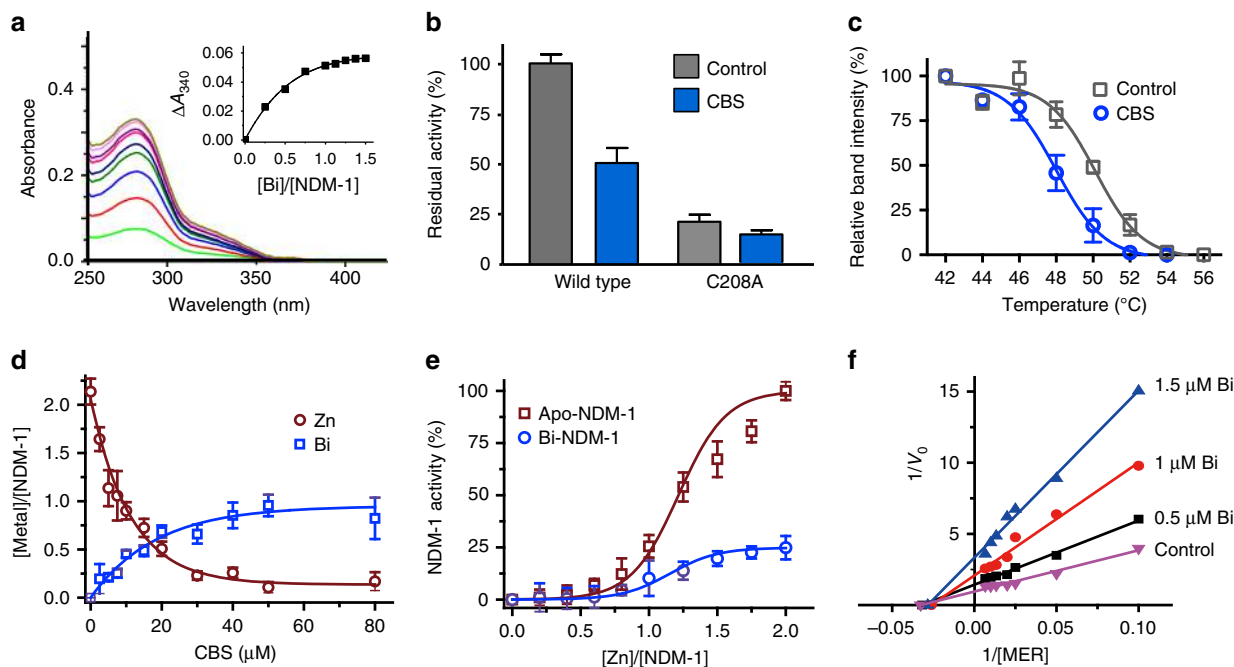 a
Absorbance
0.4
0.2
0.0
250
300
350
400
Wavelength (nm)
ΔA340
0.06
0.04
0.02
0.00
0.0
0.5
1.0
1.5
[Bi]/[NDM-1]
b
Residual activity (%)
100
75
50
25
0
Control
CBS
Wild type
C208A
c
Relative band intensity (%)
100
75
50
25
0
Control
CBS
42
44
46
48
50
52
54
56
Temperature (°C)
d
[Metal]/[NDM-1]
2.0
1.5
1.0
0.5
0.0
Zn
Bi
0
20
40
60
80
CBS (μM)
e
NDM-1 activity (%)
100
75
50
25
0
Apo-NDM-1
Bi-NDM-1
0.0
0.5
1.0
1.5
2.0
[Zn]/[NDM-1]
f
1/V0
15
10
5
1.5 μM Bi
1 μM Bi
0.5 μM Bi
Control
−0.05
0.00
0.05
0.10
1/[MER]